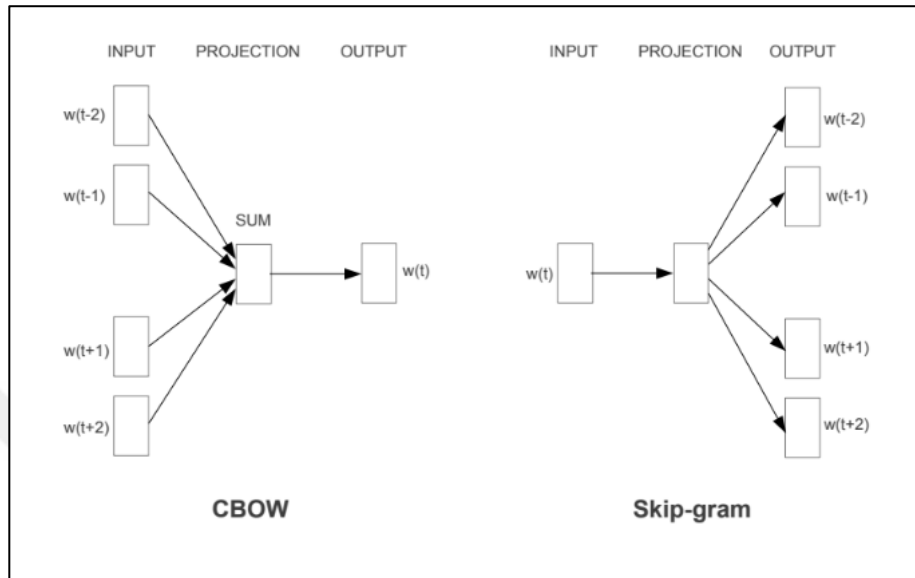 INPUT PROJECTION OUTPUT
w(t-2)
w(t-1)
SUM
w(t)
w(t+1)
w(t+2)
CBOW
INPUT PROJECTION OUTPUT
w(t-2)
w(t-1)
w(t)
w(t+1)
w(t+2)
Skip-gram